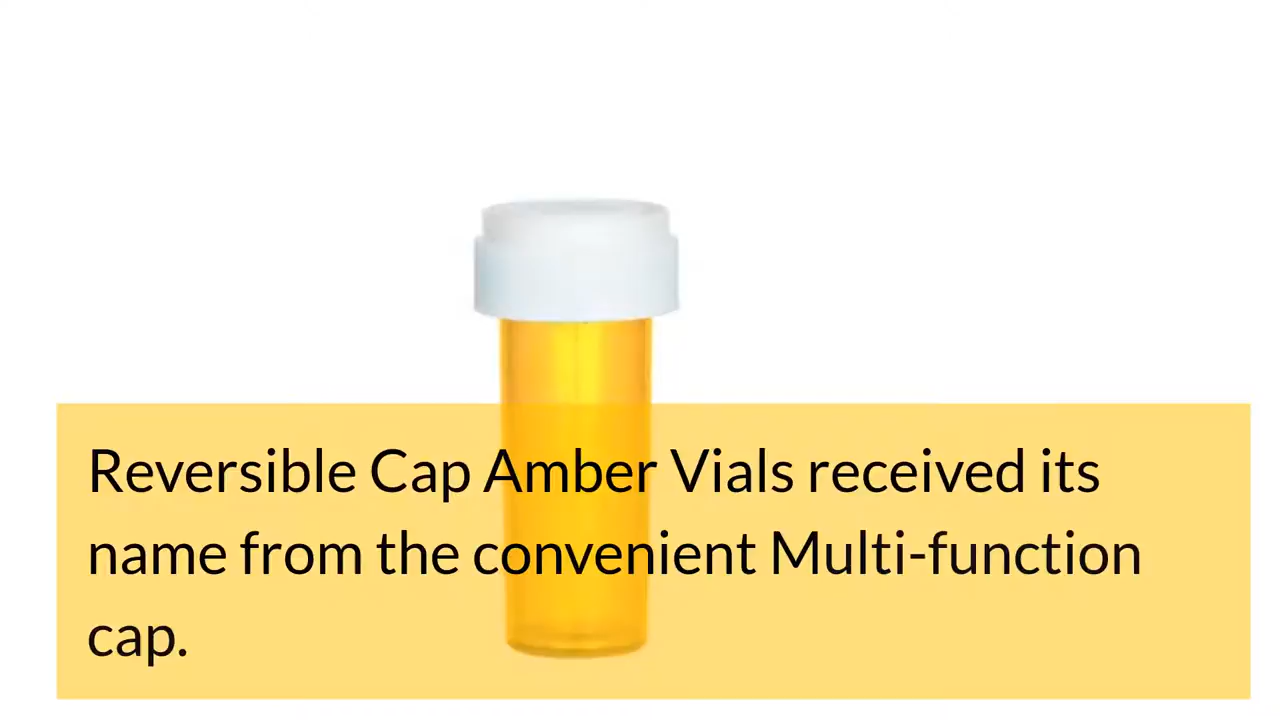 Reversible Cap Amber Vials received its
name from the convenient Multi-function
cap.